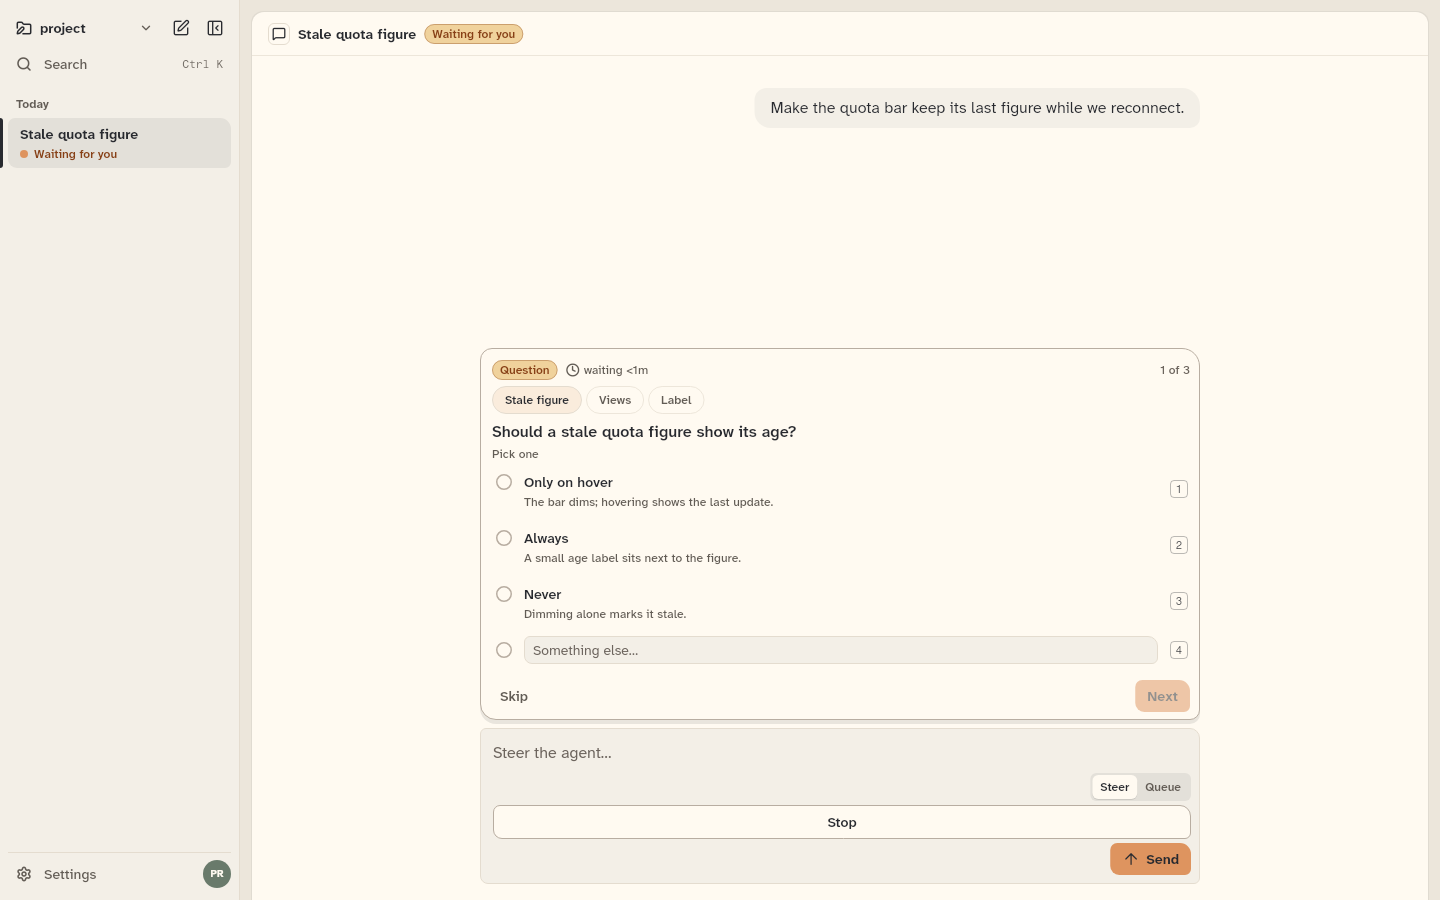 project
Search
Ctrl K
Today
Stale quota figure
Waiting for you
Settings
PR
Stale quota figure
Waiting for you
Make the quota bar keep its last figure while we reconnect.
Question
waiting <1m
1 of 3
Stale figure
Views
Label
Should a stale quota figure show its age?
Pick one
Only on hover
1
The bar dims; hovering shows the last update.
Always
2
A small age label sits next to the figure.
Never
3
Dimming alone marks it stale.
Something else...
4
Skip
Next
Steer the agent...
Steer
Queue
Stop
Send